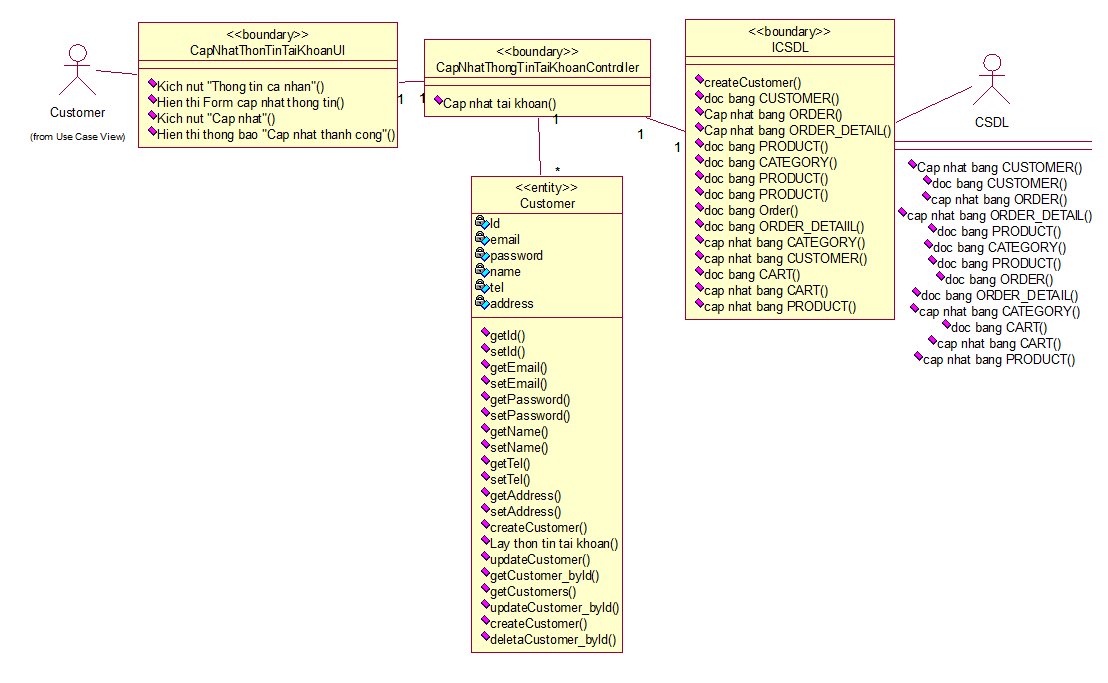 Customer
(from Use Case View)
<<boundary>>
CapNhatThonTinTaiKhoanUI
Kich nut "Thong tin ca nhan"()
Hien thi Form cap nhat thong tin()
Kich nut "Cap nhat"()
Hien thi thong bao "Cap nhat thanh cong"()
1
1
<<boundary>>
CapNhatThongTinTaiKhoanController
Cap nhat tai khoan()
1
*
1
1
<<entity>>
Customer
Id
email
password
name
tel
address
getId()
setId()
getEmail()
setEmail()
getPassword()
setPassword()
getName()
setName()
getTel()
setTel()
getAddress()
setAddress()
createCustomer()
Lay thon tin tai khoan()
updateCustomer()
getCustomer_byId()
getCustomers()
updateCustomer_byId()
createCustomer()
deletaCustomer_byId()
<<boundary>>
ICSDL
createCustomer()
doc bang CUSTOMER()
Cap nhat bang ORDER()
Cap nhat bang ORDER_DETAIL()
doc bang PRODUCT()
doc bang CATEGORY()
doc bang PRODUCT()
doc bang PRODUCT()
doc bang Order()
doc bang ORDER_DETAIIL()
cap nhat bang CATEGORY()
cap nhat bang CUSTOMER()
doc bang CART()
cap nhat bang CART()
cap nhat bang PRODUCT()
CSDL
Cap nhat bang CUSTOMER()
doc bang CUSTOMER()
cap nhat bang ORDER()
cap nhat bang ORDER_DETAIL()
doc bang PRODUCT()
doc bang CATEGORY()
doc bang PRODUCT()
doc bang ORDER()
doc bang ORDER_DETAIL()
cap nhat bang CATEGORY()
doc bang CART()
cap nhat bang CART()
cap nhat bang PRODUCT()